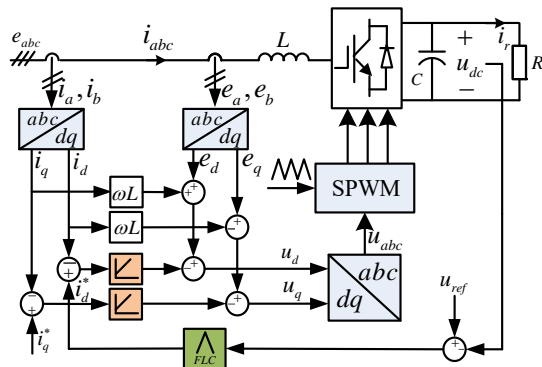 e_abc
i_abc
L
i_r
+
C
u_dc
R
−
i_a, i_b
e_a, e_b
abc
dq
abc
dq
i_q
i_d
e_d
e_q
ωL
+
+
SPWM
ωL
−
+
u_abc
−
+
i_d^*
−
+
u_d
abc
dq
−
+
−
+
u_q
u_ref
i_q^*
FLC
+
−